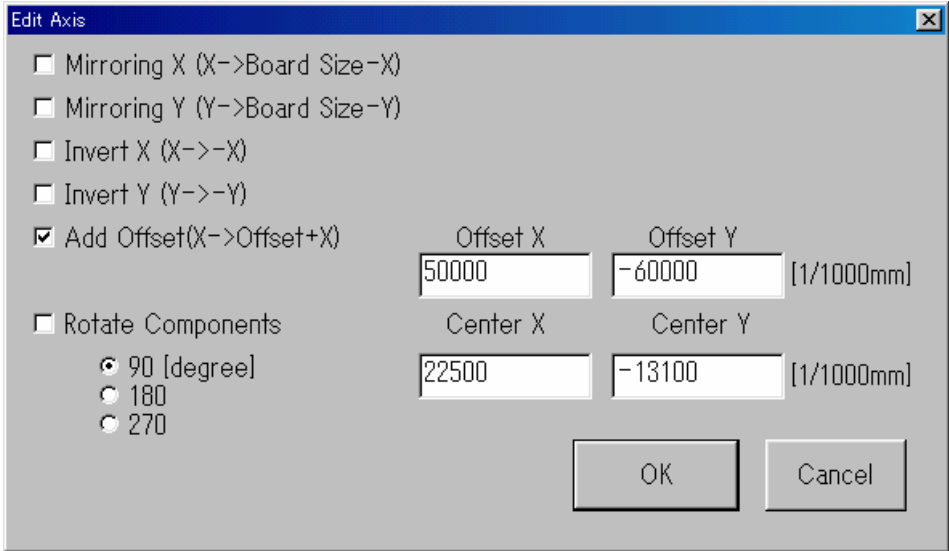 Edit Axis
Mirroring X (X->Board Size-X)
Mirroring Y (Y->Board Size-Y)
Invert X (X->-X)
Invert Y (Y->-Y)
Add Offset(X->Offset+X) Offset X Offset Y
50000 -60000 [1/1000mm]
Rotate Components Center X Center Y
90 [degree] 22500 -13100 [1/1000mm]
180
270
OK Cancel